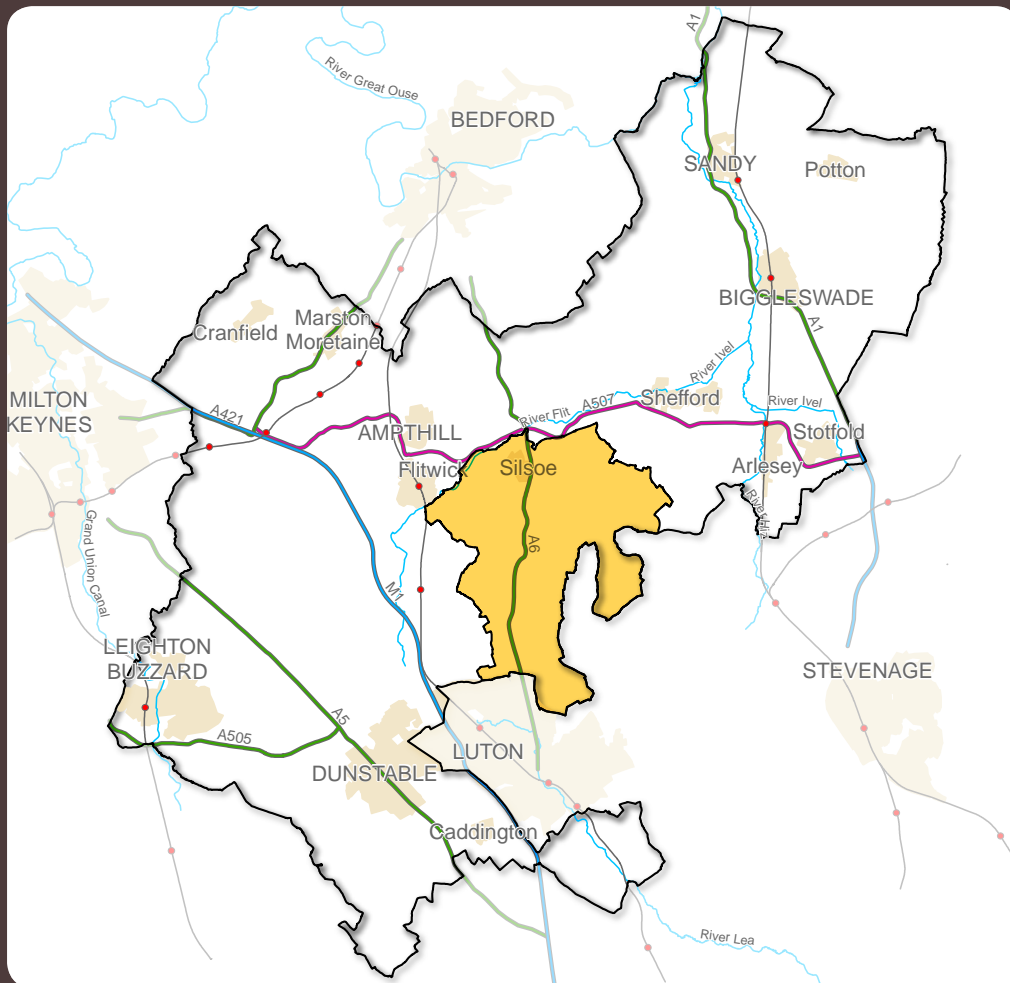 A1
River Great Ouse
BEDFORD
SANDY
Potton
BIGGLESWADE
A1
Cranfield
Marston
Moretaine
River Ivel
MILTON
KEYNES
A421
AMPTHILL
River Flit
A507
Shefford
River Ivel
Stotfold
Flitwick
Silsoe
Arlesey
River Hiz
Grand Union Canal
A6
M1
LEIGHTON
BUZZARD
STEVENAGE
A5
A505
LUTON
DUNSTABLE
Caddington
River Lea